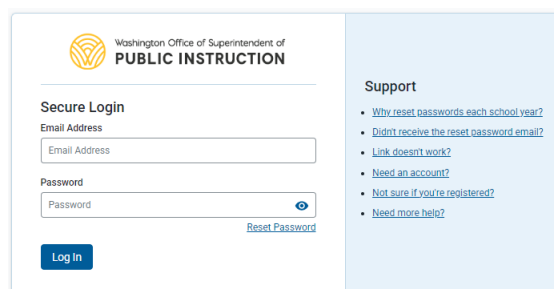 Washington Office of Superintendent of
PUBLIC INSTRUCTION
Secure Login
Email Address
Email Address
Password
Password
Reset Password
Log In
Support
Why reset passwords each school year?
Didn't receive the reset password email?
Link doesn't work?
Need an account?
Not sure if you're registered?
Need more help?